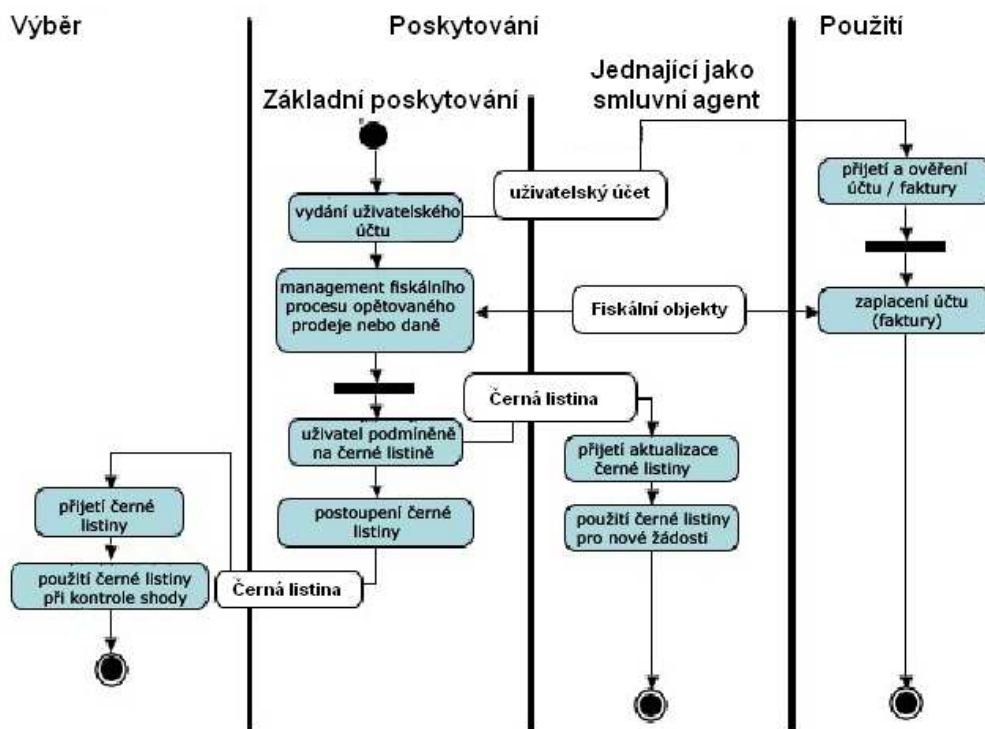 Výběr
Poskytování
Použití
Základní poskytování
Jednající jako
smluvní agent
vydání uživatelského
účtu
uživatelský účet
přijetí a ověření
účtu / faktury
management fiskálního
procesu opětovaného
prodeje nebo daně
Fiskální objekty
zaplacení účtu
(faktury)
Černá listina
uživatel podmíněně
na černé listině
přijetí aktualizace
černé listiny
přijetí černé
listiny
postoupení černé
listiny
použití černé listiny
pro nové žádosti
použití černé listiny
při kontrole shody
Černá listina